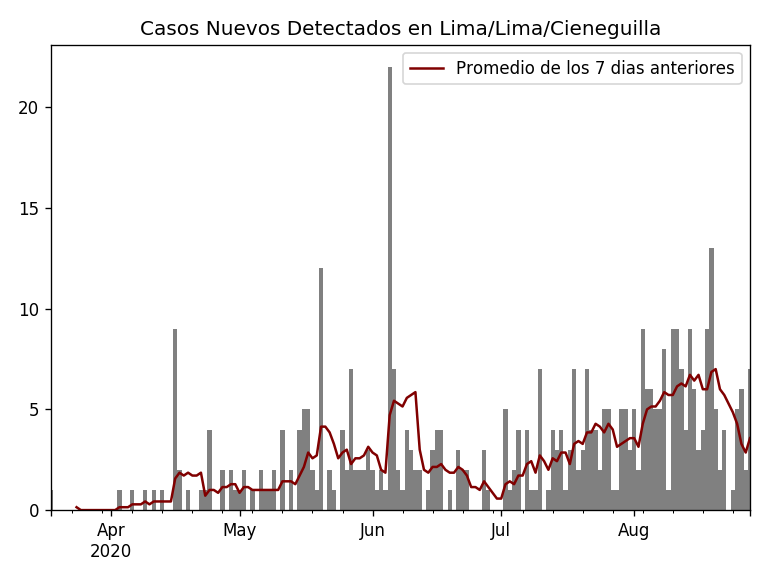 Casos Nuevos Detectados en Lima/Lima/Cieneguilla
Promedio de los 7 dias anteriores
20
15
10
5
0
Apr May Jun Jul Aug
2020